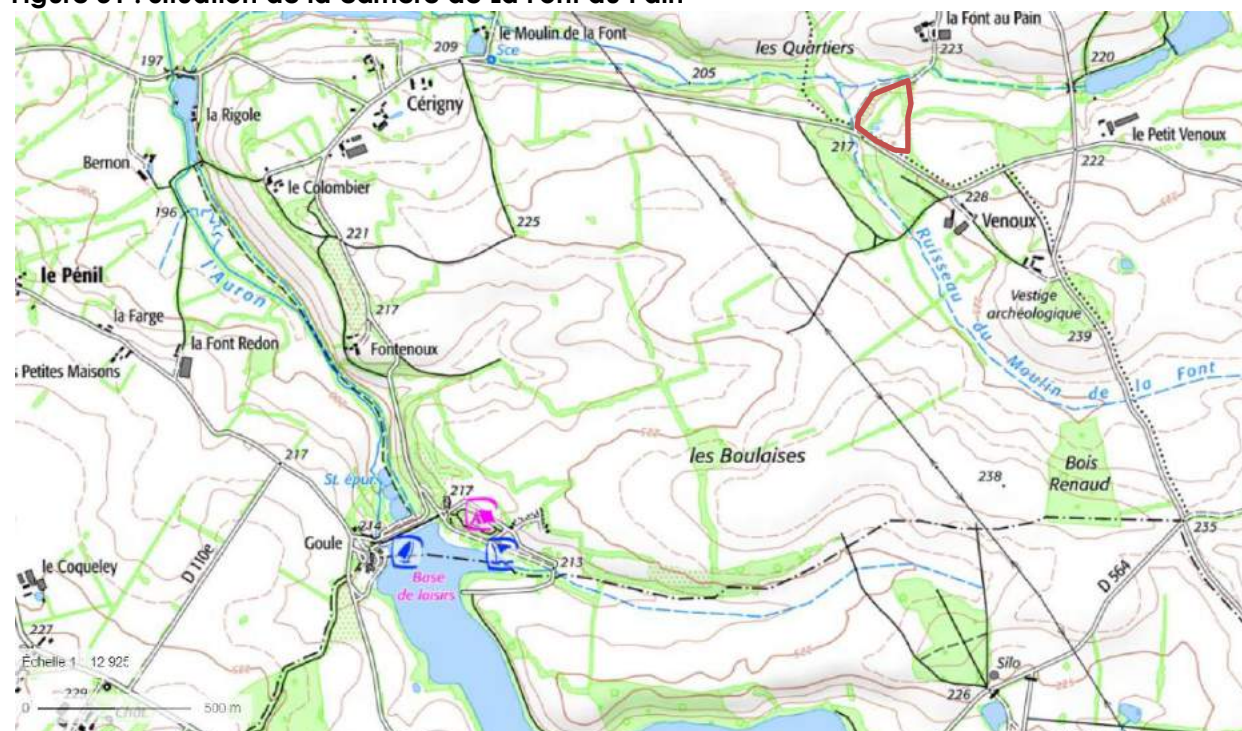 la Font au Pain
le Moulin de la Font
les Quartiers
223
209
Sce
220
197
205
Cérigny
la Rigole
le Petit Venoux
217
Bernon
222
le Colombier
228
196
225
Venoux
221
Ruisseau du Moulin de la Font
le Pénil
l'Auron
Vestige
archéologique
217
239
la Farge
la Font Redon
Fontenoux
Petites Maisons
225
les Boulaises
217
238
Bois
Renaud
St. épur.
217
214
235
Goule
D 110e
213
le Coqueley
Base
de loisirs
D 564
227
Échelle 1 12 925
Silo
226
229
0 500 m
Chât.